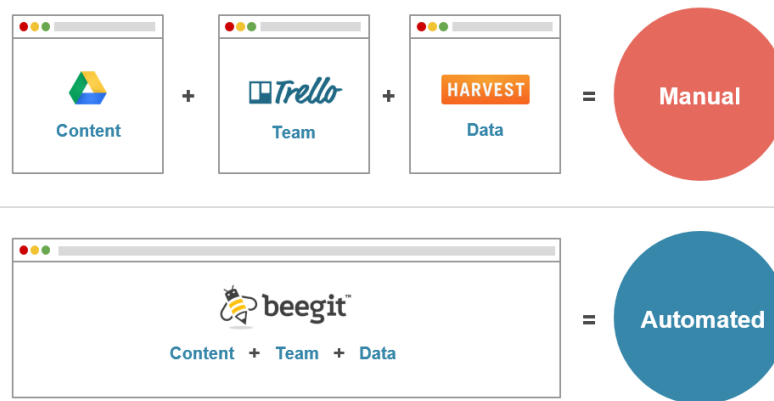 + Trello + HARVEST = Manual
Content Team Data
beegit™ = Automated
Content + Team + Data